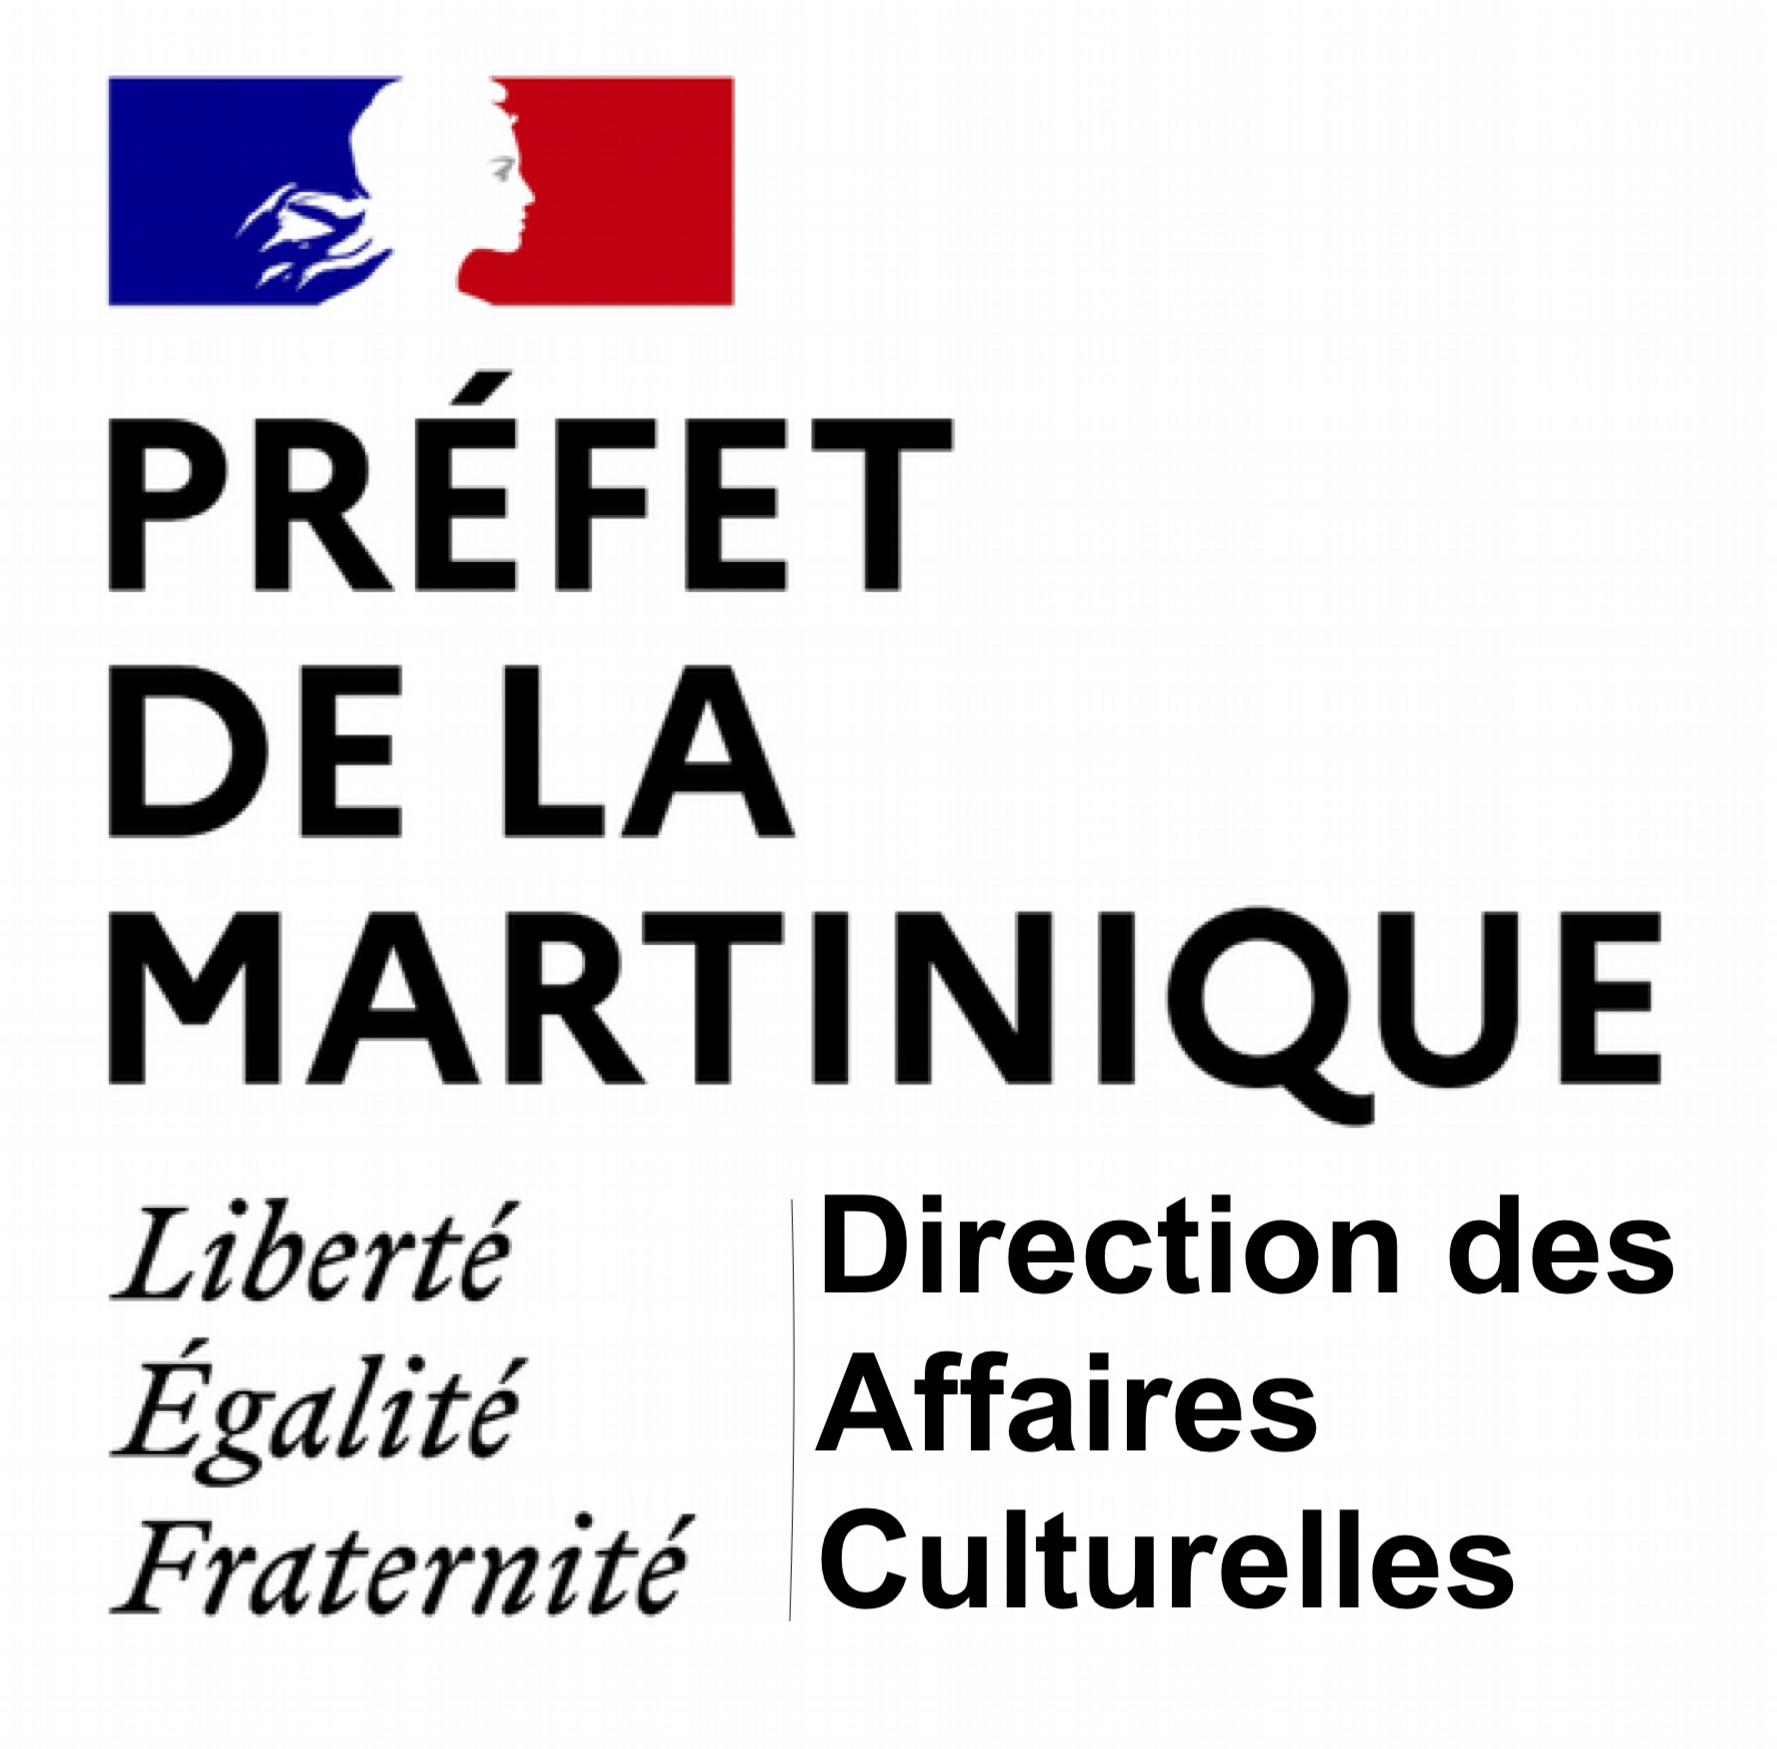 PRÉFET
DE LA
MARTINIQUE
Liberté
Égalité
Fraternité
Direction des
Affaires
Culturelles